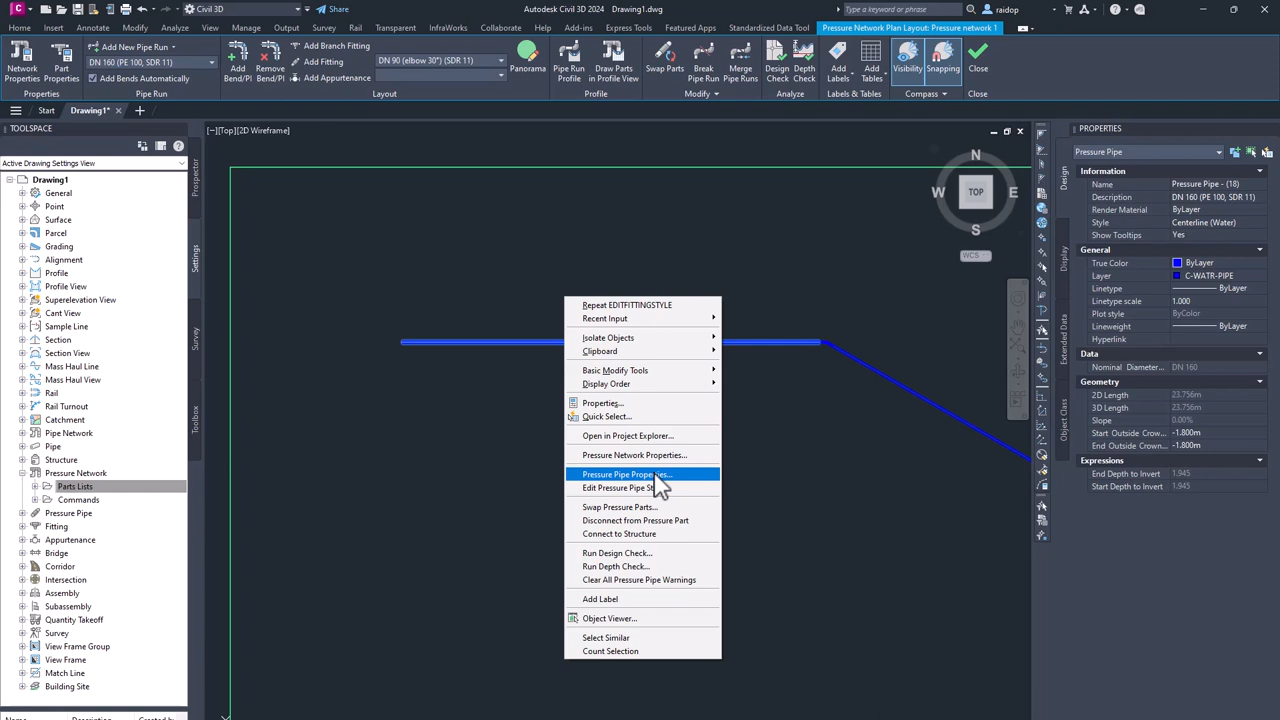 Civil 3D
Share
Autodesk Civil 3D 2024 Drawing1.dwg
Type a keyword or phrase
raidop
Home Insert Annotate Modify Analyze View Manage Output Survey Rail Transparent InfraWorks Collaborate Help Add-ins Express Tools Featured Apps Standardized Data Tool Pressure Network Plan Layout: Pressure network 1
Network Properties
Part Properties
Properties
Add New Pipe Run
DN 160 (PE 100, SDR 11)
Add Bends Automatically
Pipe Run
Add Bend/PI
Remove Bend/PI
Add Branch Fitting
Add Fitting
Add Appurtenance
DN 90 (elbow 30°) (SDR 11)
Layout
Panorama
Pipe Run Profile
Draw Parts in Profile View
Profile
Swap Parts
Break Pipe Run
Merge Pipe Runs
Modify
Design Check
Depth Check
Analyze
Add Labels
Add Tables
Labels & Tables
Visibility
Snapping
Compass
Close
Close
Start
Drawing1*
TOOLSPACE
Active Drawing Settings View
Drawing1
General
Point
Surface
Parcel
Grading
Alignment
Profile
Profile View
Superelevation View
Cant View
Sample Line
Section
Section View
Mass Haul Line
Mass Haul View
Rail
Rail Turnout
Catchment
Pipe Network
Pipe
Structure
Pressure Network
Parts Lists
Commands
Pressure Pipe
Fitting
Appurtenance
Bridge
Corridor
Intersection
Assembly
Subassembly
Quantity Takeoff
Survey
View Frame Group
View Frame
Match Line
Building Site
Name Description Created by
Prospector
Settings
Survey
Toolbox
[−][Top][2D Wireframe]
N
W
TOP
E
S
WCS
Repeat EDITFITTINGSTYLE
Recent Input
Isolate Objects
Clipboard
Basic Modify Tools
Display Order
Properties...
Quick Select...
Open in Project Explorer...
Pressure Network Properties...
Pressure Pipe Properties...
Edit Pressure Pipe
Swap Pressure Parts...
Disconnect from Pressure Part
Connect to Structure
Run Design Check...
Run Depth Check...
Clear All Pressure Pipe Warnings
Add Label
Object Viewer...
Select Similar
Count Selection
PROPERTIES
Pressure Pipe
Information
Name Pressure Pipe - (18)
Description DN 160 (PE 100, SDR 11)
Render Material ByLayer
Style Centerline (Water)
Show Tooltips Yes
General
True Color ByLayer
Layer C-WATR-PIPE
Linetype ByLayer
Linetype scale 1.000
Plot style ByColor
Lineweight ByLayer
Hyperlink
Data
Nominal Diameter... DN 160
Geometry
2D Length 23.756m
3D Length 23.756m
Slope 0.00%
Start Outside Crow... -1.800m
End Outside Crown... -1.800m
Expressions
End Depth to Invert 1.945
Start Depth to Invert 1.945
Design
Display
Extended Data
Object Class